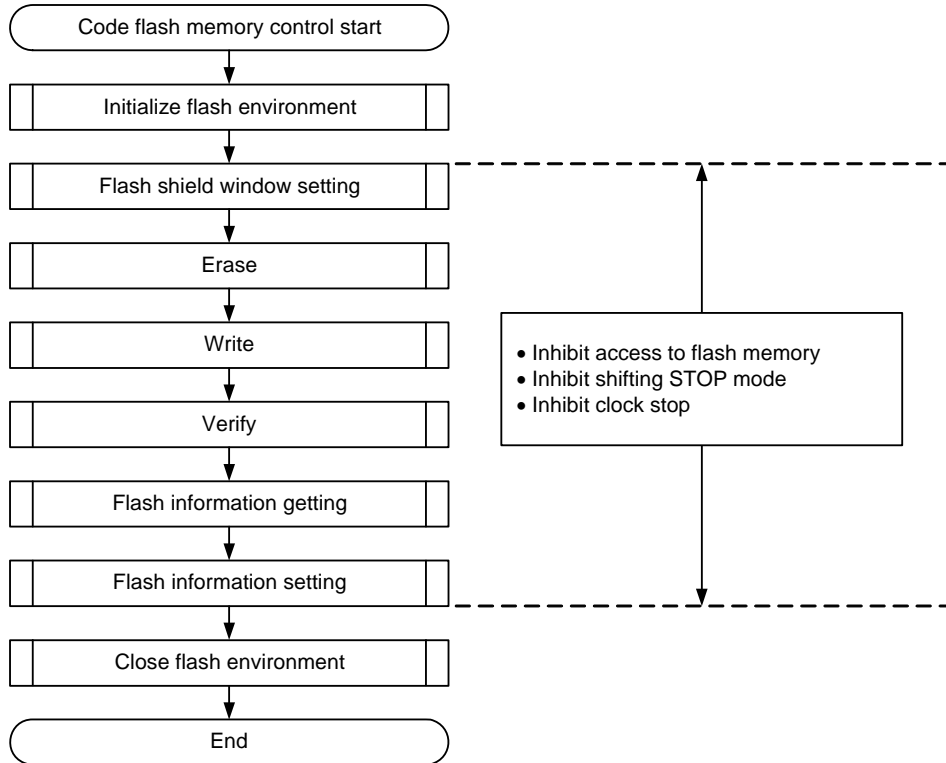 Code flash memory control start
Initialize flash environment
Flash shield window setting
Erase
Write
Verify
Flash information getting
Flash information setting
Close flash environment
End
• Inhibit access to flash memory
• Inhibit shifting STOP mode
• Inhibit clock stop